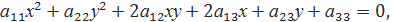 a₁₁x² + a₂₂y² + 2a₁₂xy + 2a₁₃x + a₂₃y + a₃₃ = 0,